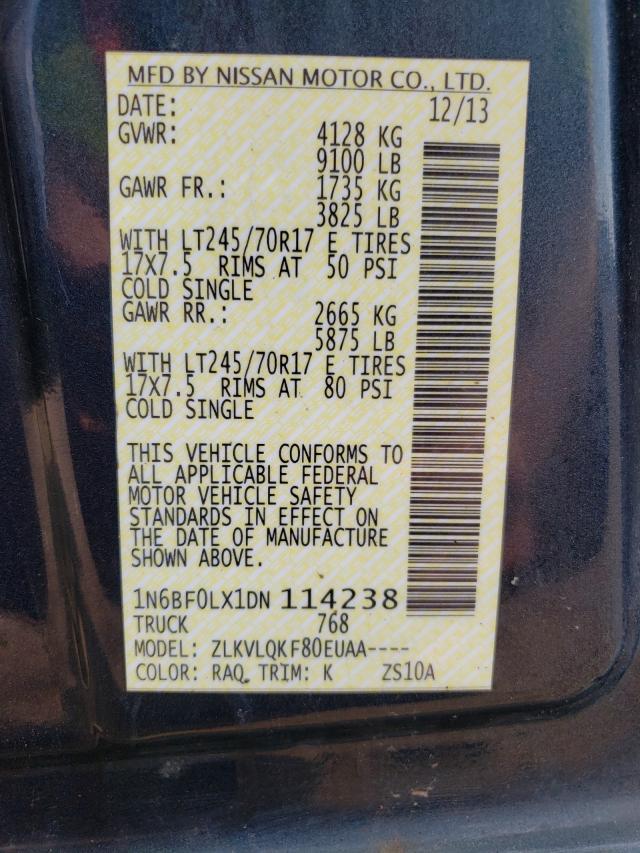 MFD BY NISSAN MOTOR CO., LTD.
DATE: 12/13
GVWR: 4128 KG
9100 LB
GAWR FR.: 1735 KG
3825 LB
WITH LT245/70R17 E TIRES
17X7.5 RIMS AT 50 PSI
COLD SINGLE
GAWR RR.: 2665 KG
5875 LB
WITH LT245/70R17 E TIRES
17X7.5 RIMS AT 80 PSI
COLD SINGLE
THIS VEHICLE CONFORMS TO
ALL APPLICABLE FEDERAL
MOTOR VEHICLE SAFETY
STANDARDS IN EFFECT ON
THE DATE OF MANUFACTURE
SHOWN ABOVE.
1N6BF0LX1DN 114238
TRUCK 768
MODEL: ZLKVLQKF80EUAA----
COLOR: RAQ TRIM: K ZS10A